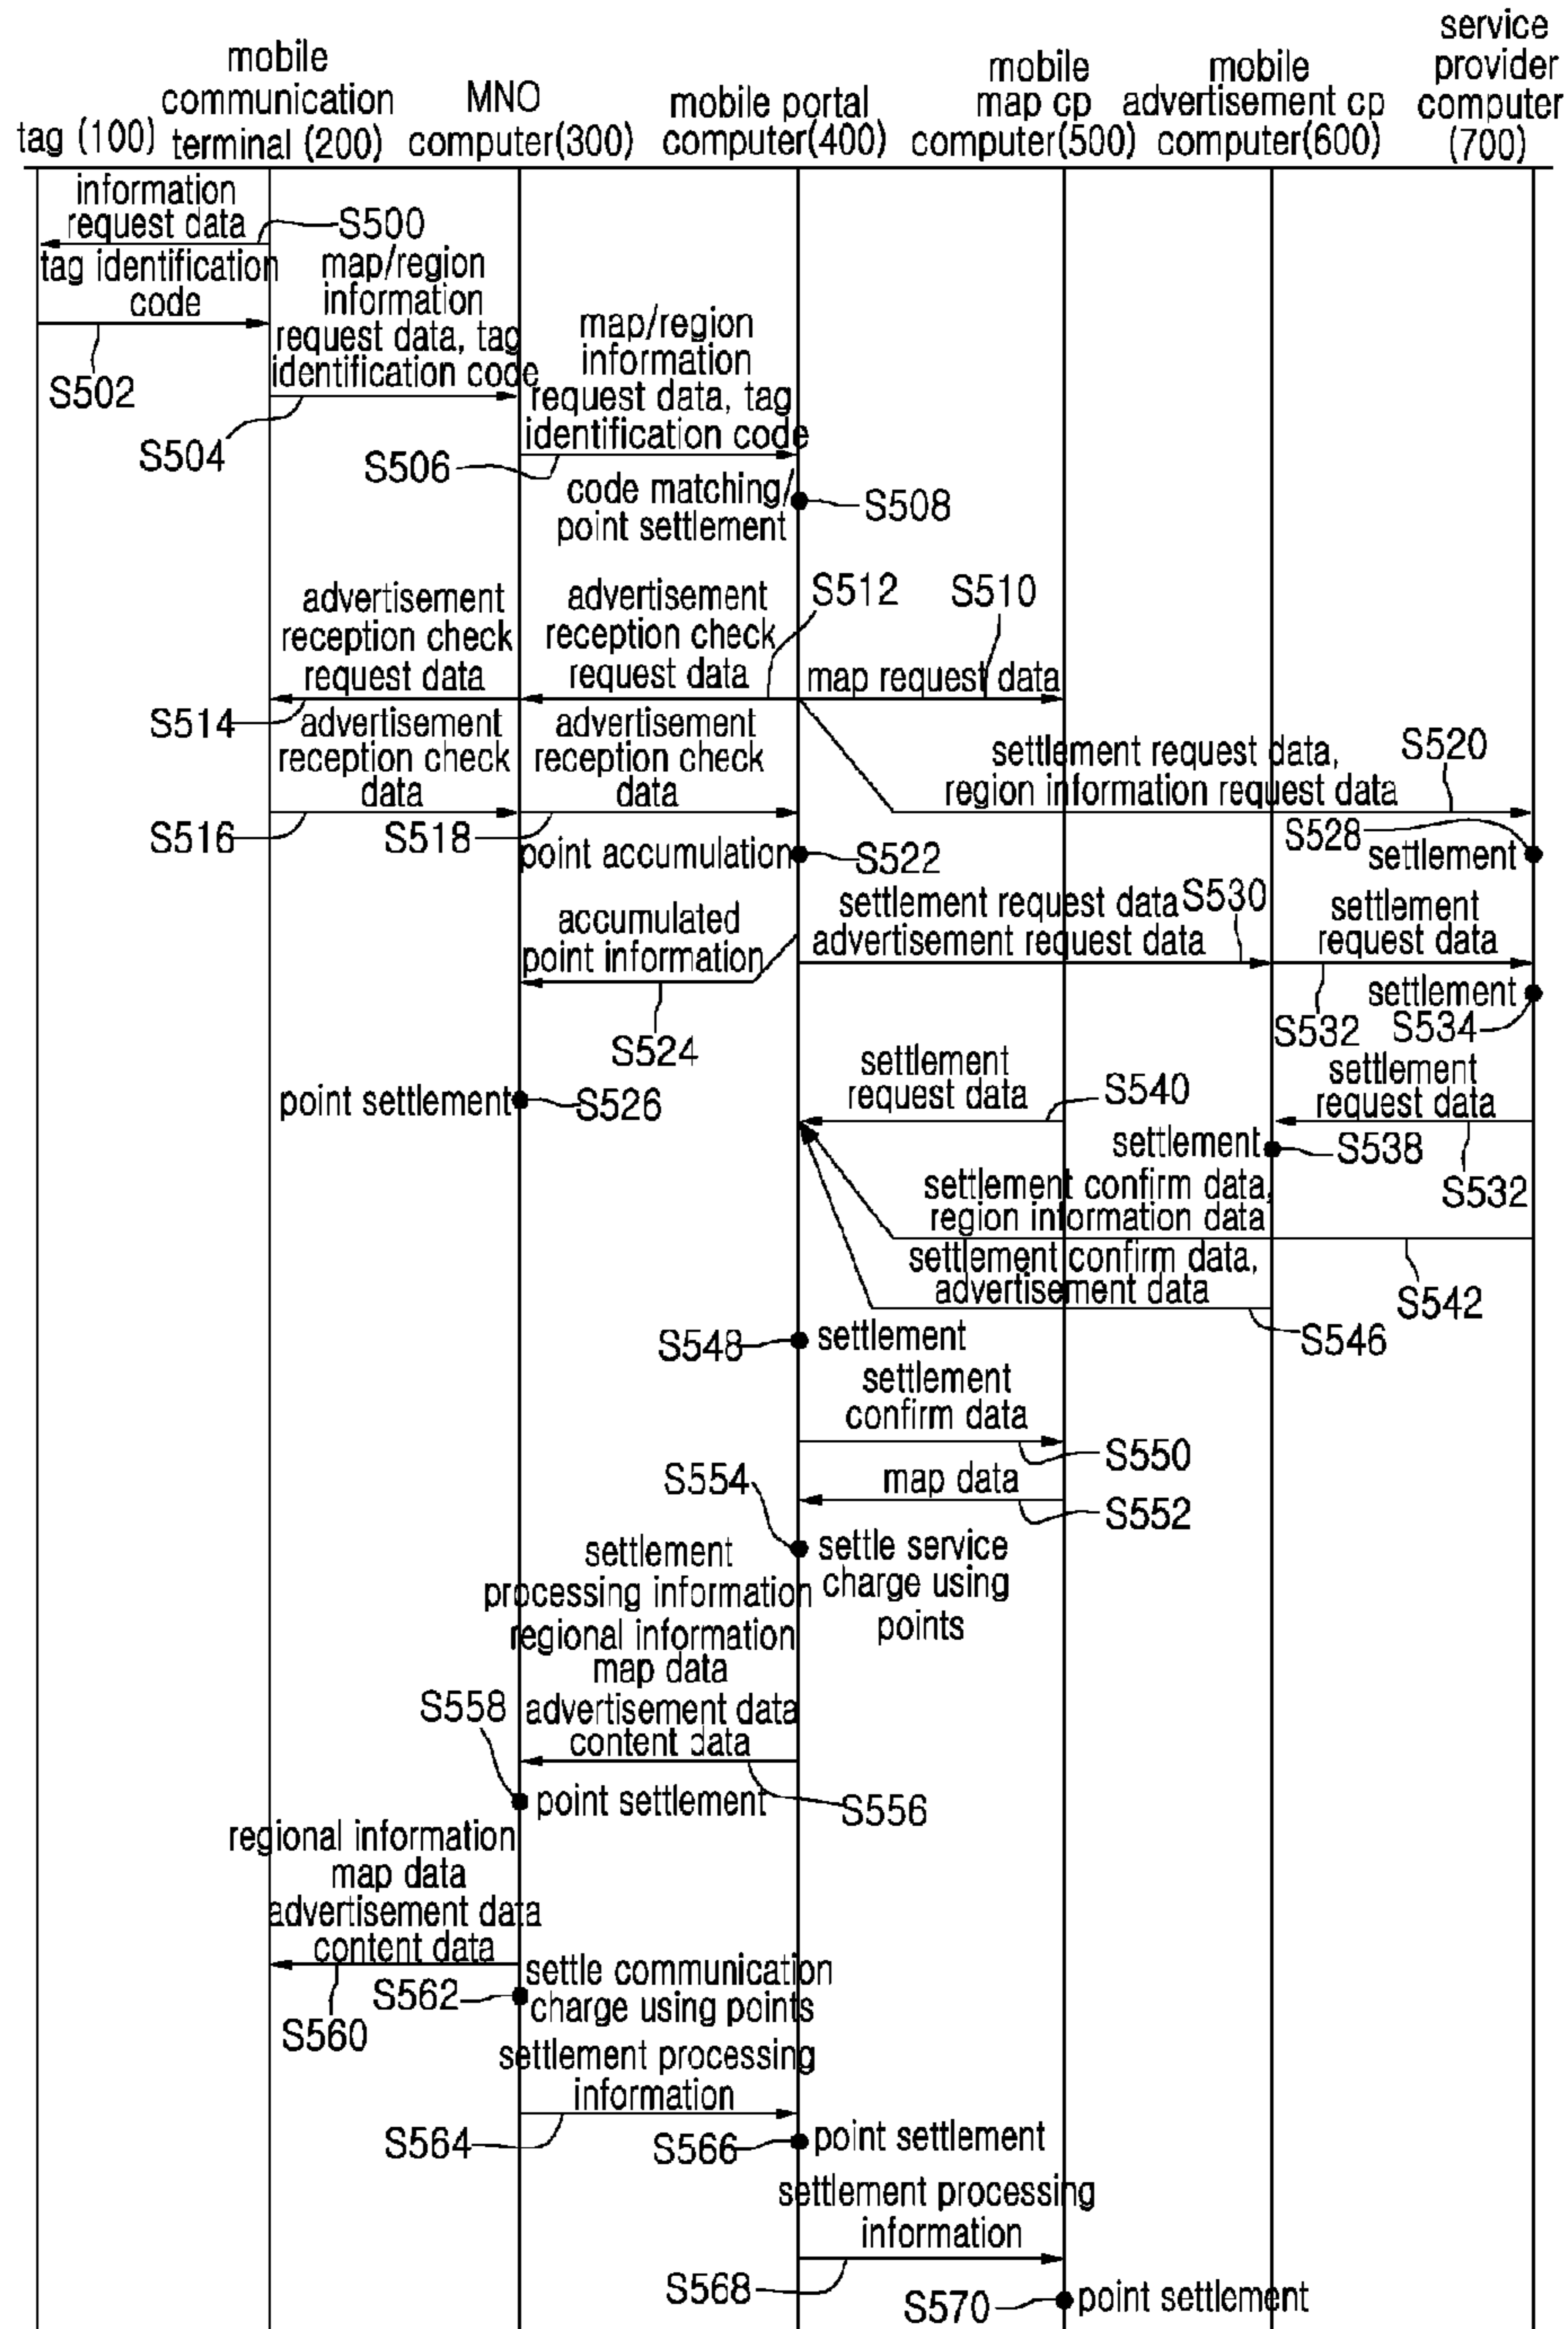 mobile
communication
terminal (200)
tag (100)
MNO
computer(300)
mobile portal
computer(400)
mobile
map cp
computer(500)
mobile
advertisement cp
computer(600)
service
provider
computer
(700)
information
request data
S500
tag identification
code
S502
map/region
information
request data, tag
identification code
S504
map/region
information
request data, tag
identification code
S506
code matching/
point settlement
S508
advertisement
reception check
request data
S514
advertisement
reception check
request data
S512
S510
map request data
advertisement
reception check
data
S516
advertisement
reception check
data
S518
settlement request data,
region information request data
S520
S528
settlement
point accumulation
S522
accumulated
point information
S524
settlement request data
advertisement request data
S530
settlement
request data
S532
settlement
S534
point settlement
S526
settlement
request data
S540
settlement
request data
S532
settlement
S538
settlement confirm data,
region information data
S542
settlement confirm data,
advertisement data
S546
S548
settlement
settlement
confirm data
S550
map data
S552
S554
settle service
charge using
points
settlement
processing information
regional information
map data
advertisement data
content data
S556
S558
point settlement
regional information
map data
advertisement data
content data
S560
S562
settle communication
charge using points
settlement processing
information
S564
S566
point settlement
settlement processing
information
S568
S570
point settlement